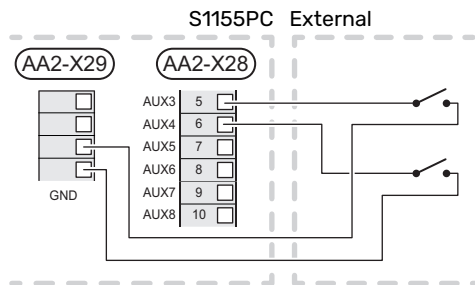 S1155PC External
AA2-X29 AA2-X28
AUX3 5
AUX4 6
AUX5 7
AUX6 8
AUX7 9
AUX8 10
GND